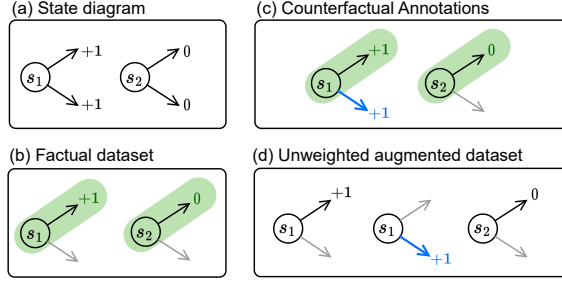 (a) State diagram
s₁ +1 +1
s₂ 0 0
(b) Factual dataset
s₁ +1
s₂ 0
(c) Counterfactual Annotations
s₁ +1 +1
s₂ 0
(d) Unweighted augmented dataset
s₁ +1
s₁ +1
s₂ 0